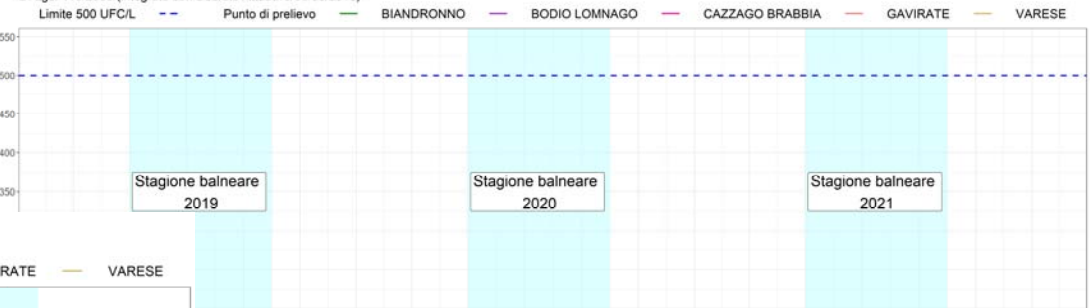 Limite 500 UFC/L Punto di prelievo BIANDRONNO BODIO LOMNAGO CAZZAGO BRABBIA GAVIRATE VARESE
550
500
450
400
350
Stagione balneare
2019
Stagione balneare
2020
Stagione balneare
2021
RATE VARESE